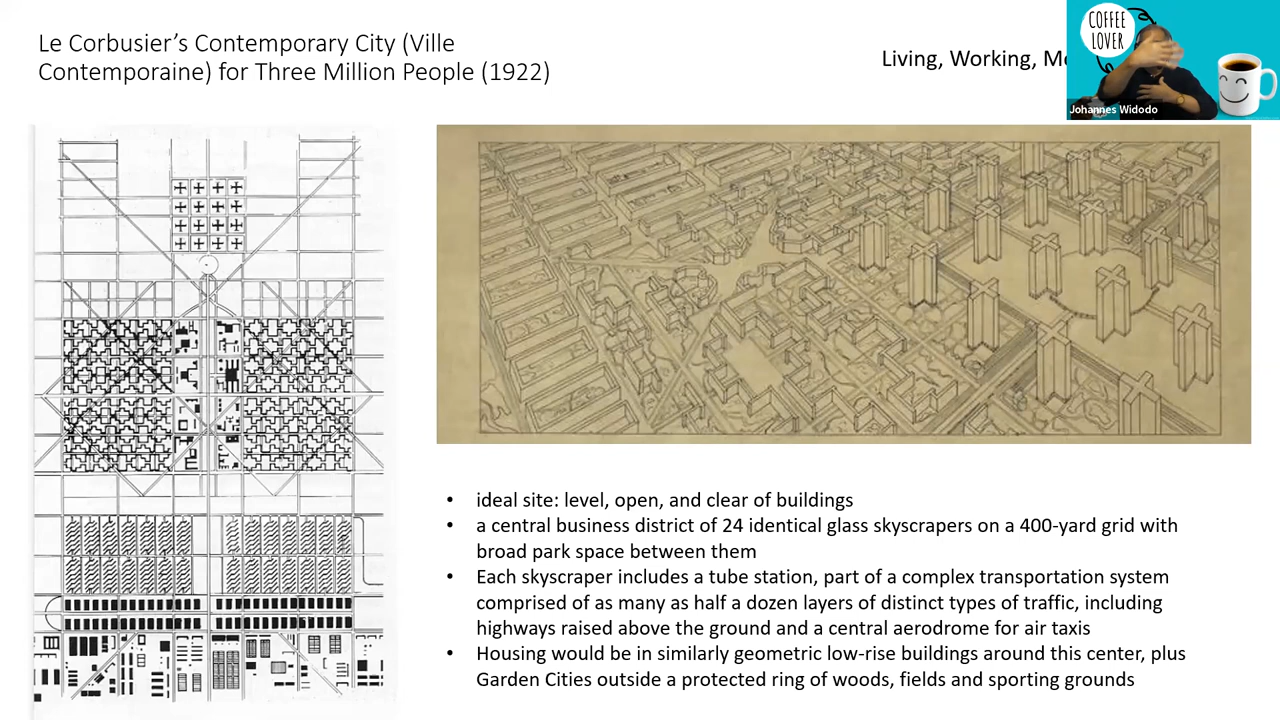 Le Corbusier’s Contemporary City (Ville
Contemporaine) for Three Million People (1922)
Living, Working,
COFFEE
LOVER
Johannes Widodo
• ideal site: level, open, and clear of buildings
• a central business district of 24 identical glass skyscrapers on a 400-yard grid with
broad park space between them
• Each skyscraper includes a tube station, part of a complex transportation system
comprised of as many as half a dozen layers of distinct types of traffic, including
highways raised above the ground and a central aerodrome for air taxis
• Housing would be in similarly geometric low-rise buildings around this center, plus
Garden Cities outside a protected ring of woods, fields and sporting grounds